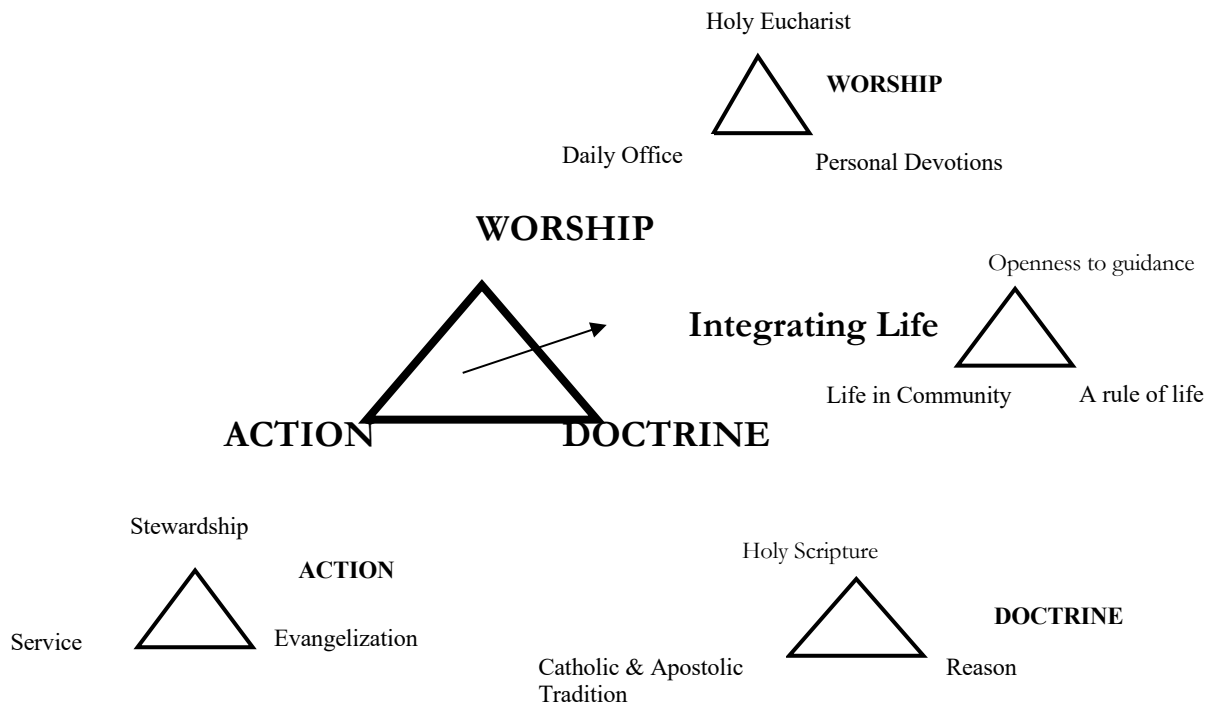 Holy Eucharist
WORSHIP
Daily Office
Personal Devotions
WORSHIP
Openness to guidance
Integrating Life
Life in Community
A rule of life
ACTION
DOCTRINE
Stewardship
ACTION
Service
Evangelization
Holy Scripture
DOCTRINE
Catholic & Apostolic
Tradition
Reason